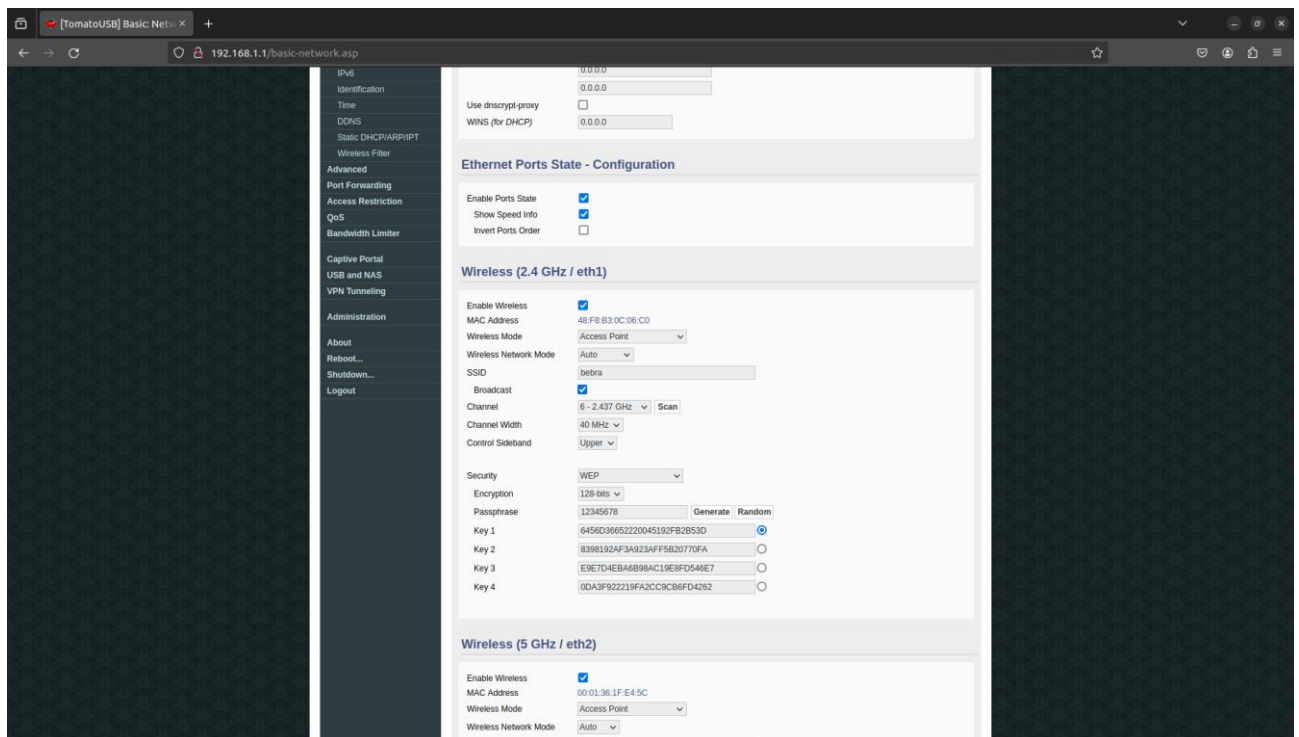 [TomatoUSB] Basic: Netw
192.168.1.1/basic-network.asp
IPv6
Identification
Time
DDNS
Static DHCP/ARP/IPT
Wireless Filter
Advanced
Port Forwarding
Access Restriction
QoS
Bandwidth Limiter
Captive Portal
USB and NAS
VPN Tunneling
Administration
About
Reboot...
Shutdown...
Logout
0.0.0.0
0.0.0.0
Use dnscrypt-proxy
WINS (for DHCP) 0.0.0.0
Ethernet Ports State - Configuration
Enable Ports State
Show Speed Info
Invert Ports Order
Wireless (2.4 GHz / eth1)
Enable Wireless
MAC Address 48:F8:B3:0C:06:C0
Wireless Mode Access Point
Wireless Network Mode Auto
SSID bebra
Broadcast
Channel 6 - 2.437 GHz Scan
Channel Width 40 MHz
Control Sideband Upper
Security WEP
Encryption 128-bits
Passphrase 12345678 Generate Random
Key 1 6456D36652220045192FB2B53D
Key 2 8398192AF3A923AFF5B20770FA
Key 3 E9E7D4EBA6B98AC19E8FD546E7
Key 4 0DA3F922219FA2CC9CB6FD4262
Wireless (5 GHz / eth2)
Enable Wireless
MAC Address 00:01:36:1F:E4:5C
Wireless Mode Access Point
Wireless Network Mode Auto